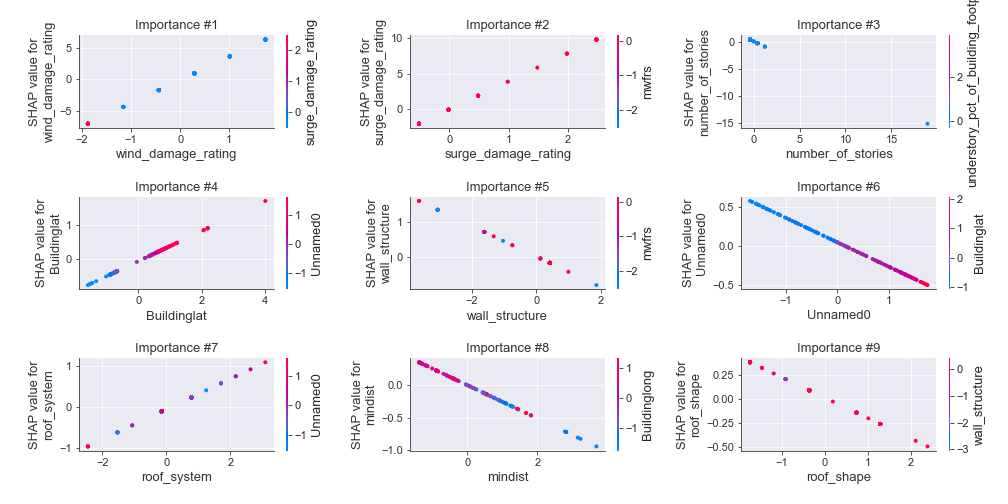 Importance #1
SHAP value for
wind_damage_rating
5
0
−5
−2
−1
0
1
wind_damage_rating
2
1
0
surge_damage_rating
Importance #2
SHAP value for
surge_damage_rating
10
5
0
0
1
2
surge_damage_rating
0
−1
−2
mwfrs
Importance #3
SHAP value for
number_of_stories
0
−5
−10
−15
0
5
10
15
number_of_stories
2
0
understory_pct_of_building_footp
Importance #4
SHAP value for
Buildinglat
1
0
0
2
4
Buildinglat
1
0
−1
Unnamed0
Importance #5
SHAP value for
wall_structure
1
0
−2
0
2
wall_structure
0
−1
−2
mwfrs
Importance #6
SHAP value for
Unnamed0
0.5
0.0
−0.5
−1
0
1
Unnamed0
2
1
0
−1
Buildinglat
Importance #7
SHAP value for
roof_system
1
0
−1
−2
0
2
roof_system
1
0
−1
Unnamed0
Importance #8
SHAP value for
mindist
0.0
−0.5
−1.0
0
2
mindist
1
0
−1
Buildinglong
Importance #9
SHAP value for
roof_shape
0.25
0.00
−0.25
−0.50
−1
0
1
2
roof_shape
0
−1
−2
−3
wall_structure